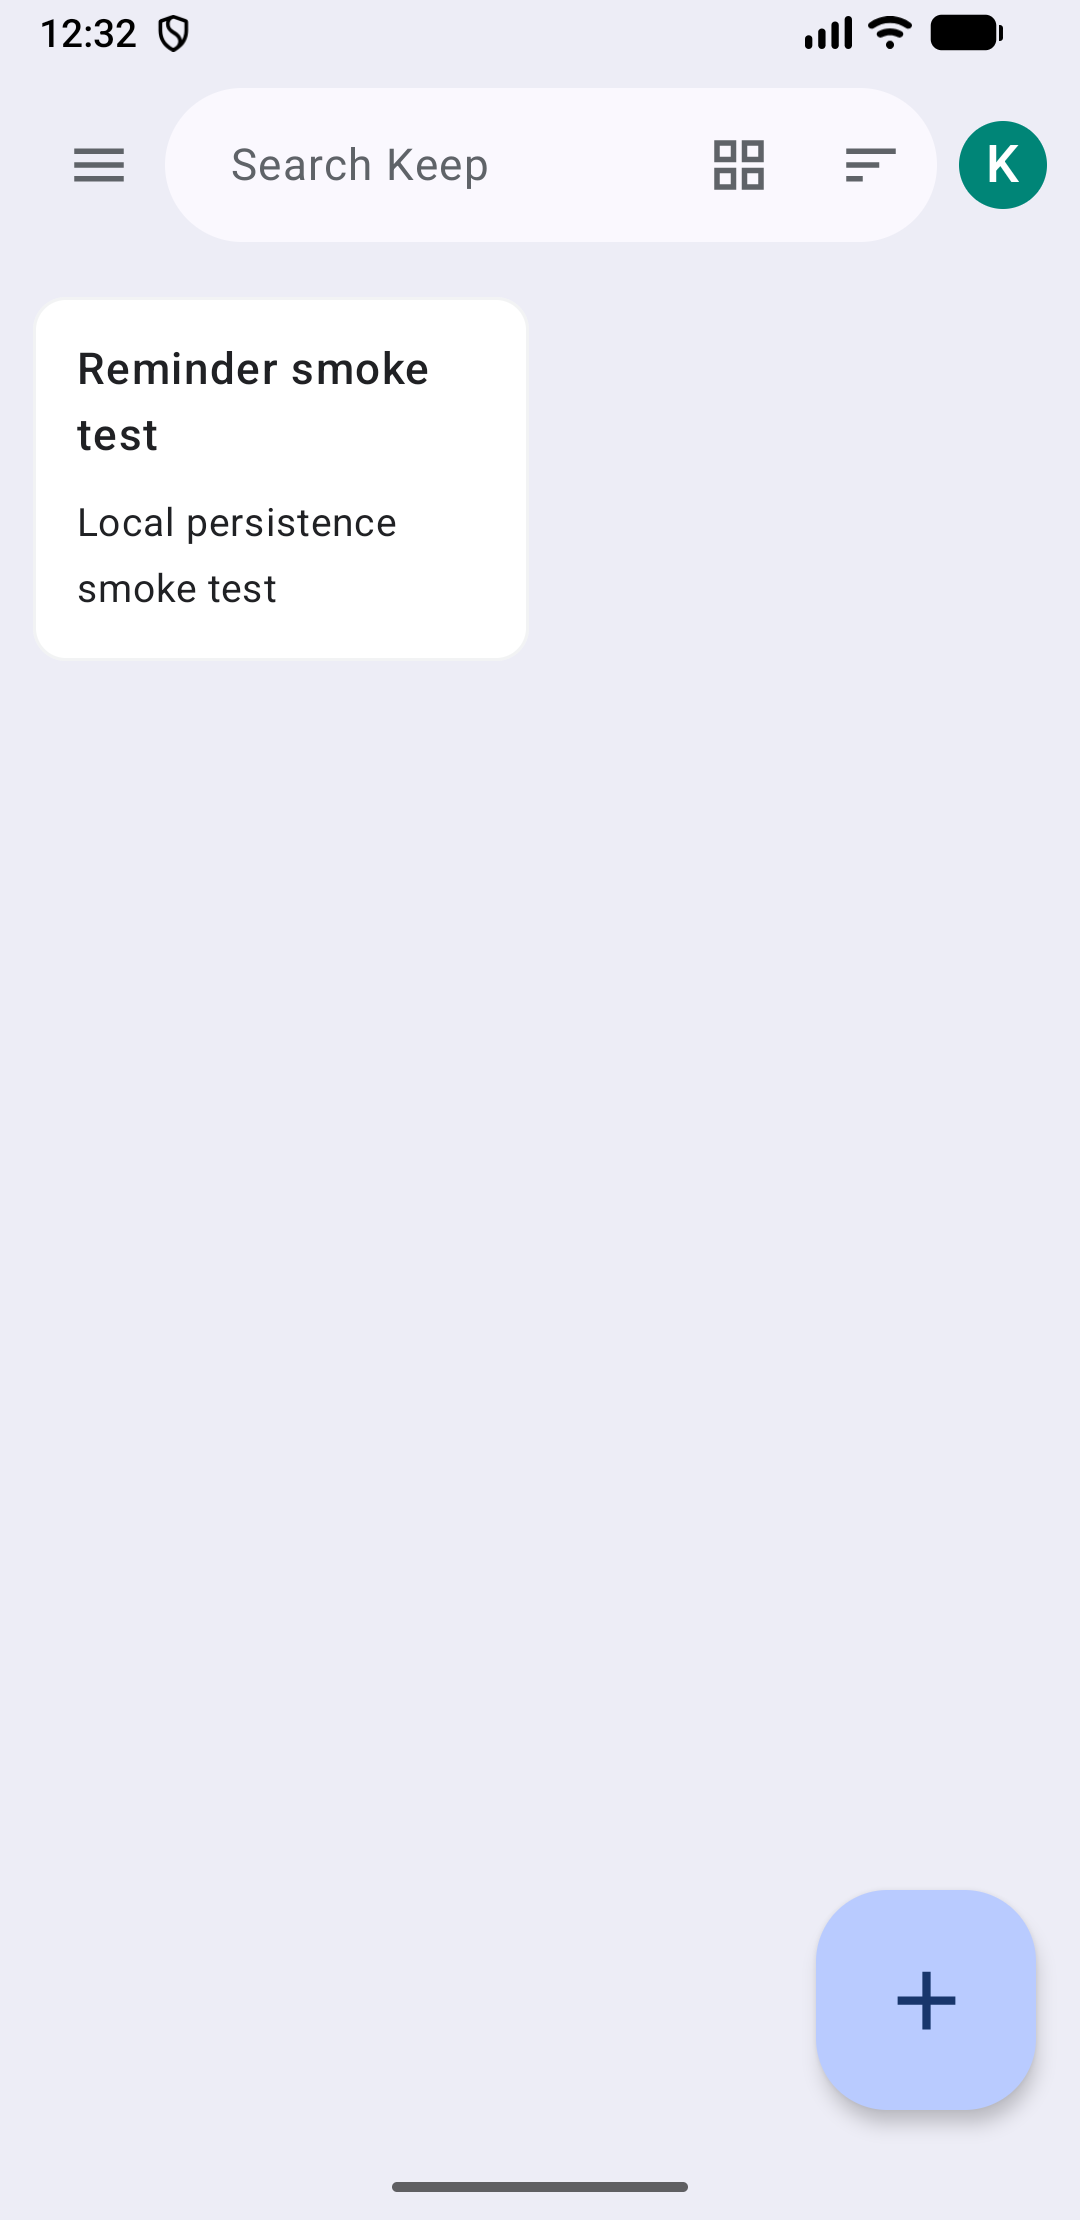 12:32
Search Keep
K
Reminder smoke
test
Local persistence
smoke test